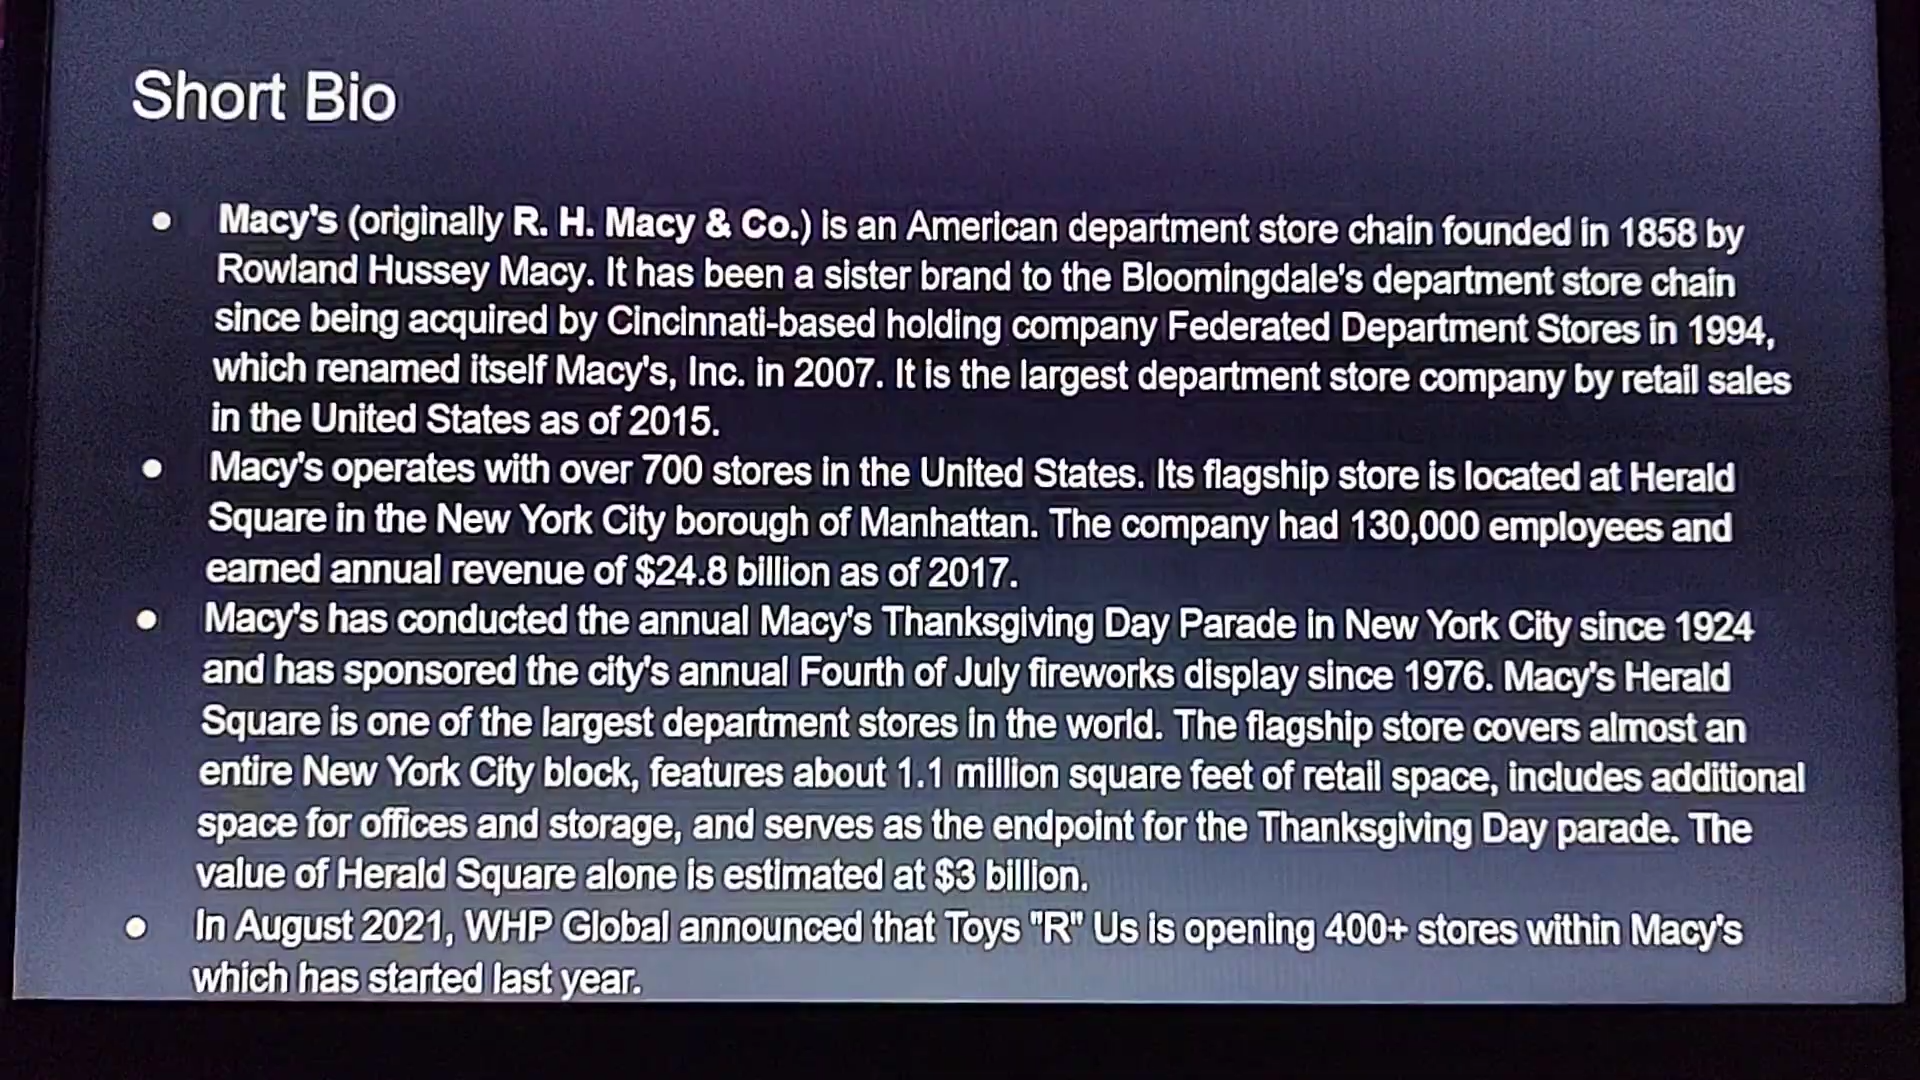 Short Bio
● Macy's (originally R. H. Macy & Co.) is an American department store chain founded in 1858 by
Rowland Hussey Macy. It has been a sister brand to the Bloomingdale's department store chain
since being acquired by Cincinnati-based holding company Federated Department Stores in 1994,
which renamed itself Macy's, Inc. in 2007. It is the largest department store company by retail sales
in the United States as of 2015.
● Macy's operates with over 700 stores in the United States. Its flagship store is located at Herald
Square in the New York City borough of Manhattan. The company had 130,000 employees and
earned annual revenue of $24.8 billion as of 2017.
● Macy's has conducted the annual Macy's Thanksgiving Day Parade in New York City since 1924
and has sponsored the city's annual Fourth of July fireworks display since 1976. Macy's Herald
Square is one of the largest department stores in the world. The flagship store covers almost an
entire New York City block, features about 1.1 million square feet of retail space, includes additional
space for offices and storage, and serves as the endpoint for the Thanksgiving Day parade. The
value of Herald Square alone is estimated at $3 billion.
● In August 2021, WHP Global announced that Toys "R" Us is opening 400+ stores within Macy's
which has started last year.